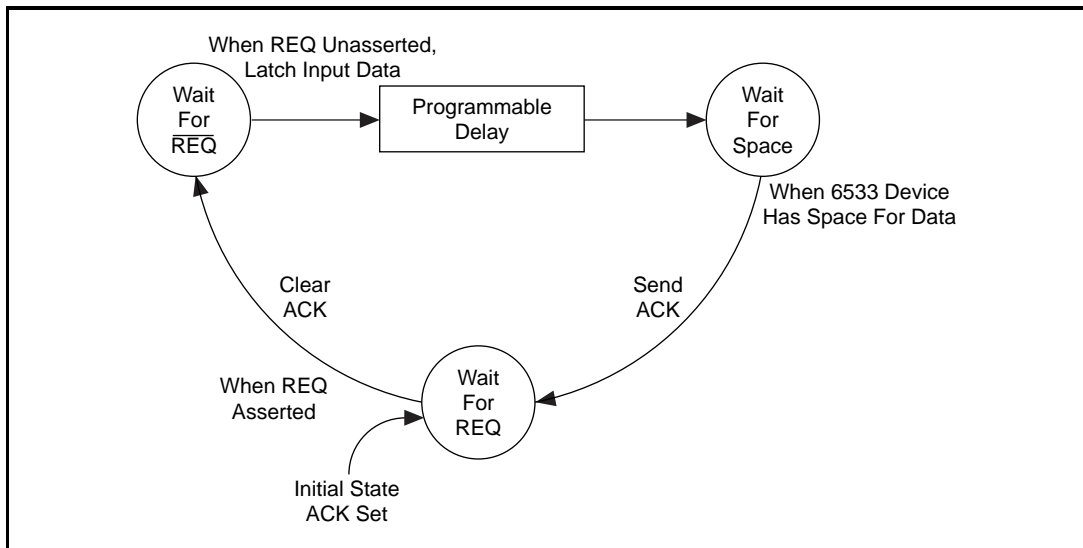 When REQ Unasserted,
Latch Input Data
Wait
For
R̅E̅Q̅
Programmable
Delay
Wait
For
Space
When 6533 Device
Has Space For Data
Clear
ACK
Send
ACK
When REQ
Asserted
Wait
For
REQ
Initial State
ACK Set